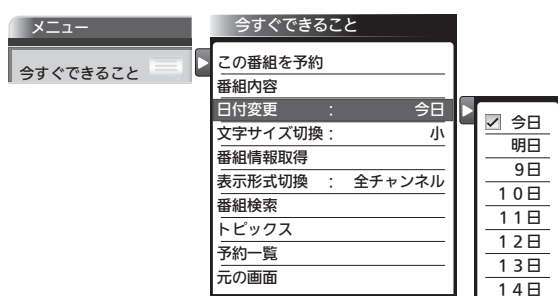 メニュー
今すぐできること
今すぐできること
この番組を予約
番組内容
日付変更 : 今日
文字サイズ切換 : 小
番組情報取得
表示形式切換 : 全チャンネル
番組検索
トピックス
予約一覧
元の画面
今日
明日
9日
10日
11日
12日
13日
14日